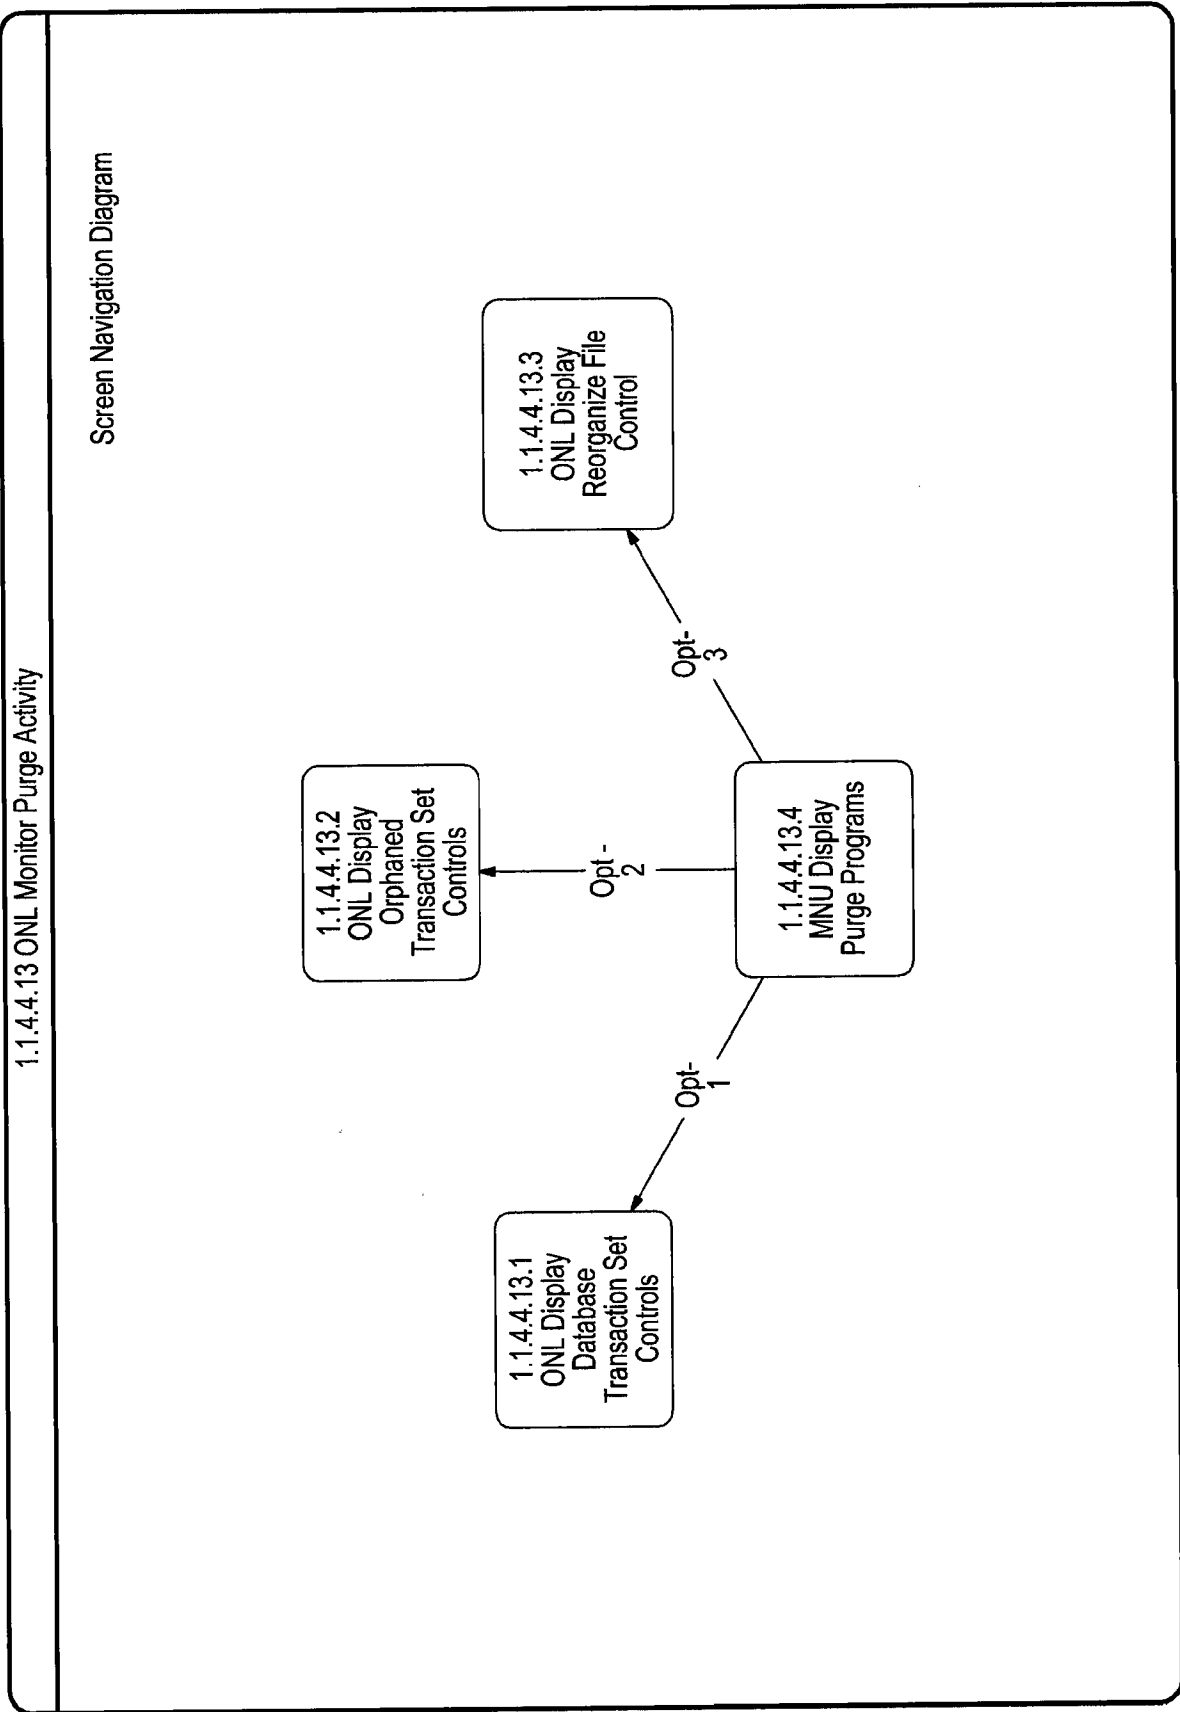 1.1.4.4.13 ONL Monitor Purge Activity
Screen Navigation Diagram
1.1.4.4.13.2
ONL Display
Orphaned
Transaction Set
Controls
1.1.4.4.13.1
ONL Display
Database
Transaction Set
Controls
1.1.4.4.13.3
ONL Display
Reorganize File
Control
Opt -
2
Opt-
1
Opt-
3
1.1.4.4.13.4
MNU Display
Purge Programs